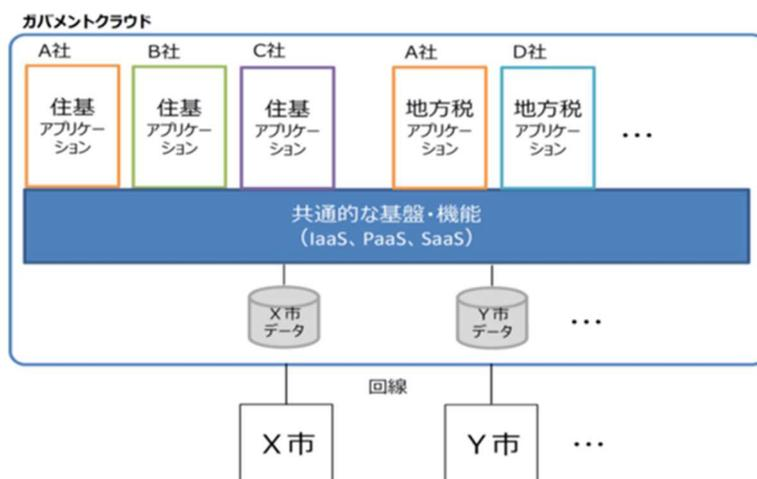 ガバメントクラウド
A社 B社 C社 A社 D社
住基 住基 住基 地方税 地方税
アプリケー アプリケー アプリケー アプリケー アプリケー
ション ション ション ション ション
…
共通的な基盤・機能
（IaaS、PaaS、SaaS）
X市 Y市
データ データ
…
回線
X市 Y市 …